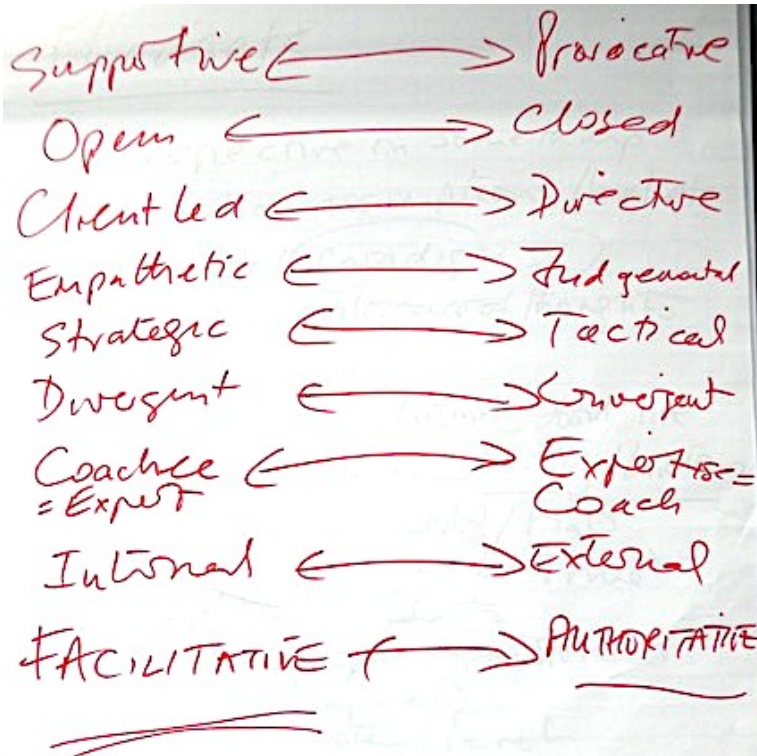 Supportive ↔ Provocative
Open ↔ Closed
Client Led ↔ Directive
Empathetic ↔ Judgemental
Strategic ↔ Tactical
Divergent ↔ Convergent
Coachee ↔ Expertise =
= Expert Coach
Internal ↔ External
FACILITATIVE ↔ AUTHORITATIVE